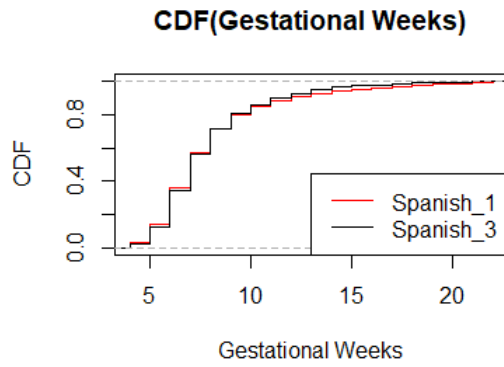 CDF(Gestational Weeks)
CDF
0.8
0.4
0.0
Spanish_1
Spanish_3
5 10 15 20
Gestational Weeks